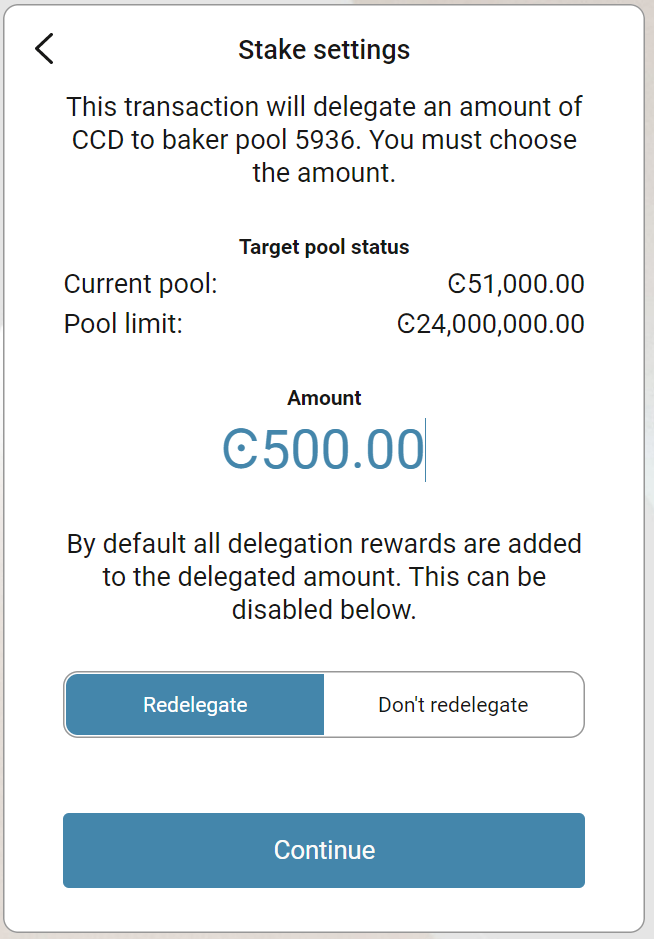 Stake settings
This transaction will delegate an amount of
CCD to baker pool 5936. You must choose
the amount.
Target pool status
Current pool: Ͼ51,000.00
Pool limit: Ͼ24,000,000.00
Amount
Ͼ500.00
By default all delegation rewards are added
to the delegated amount. This can be
disabled below.
Redelegate Don't redelegate
Continue